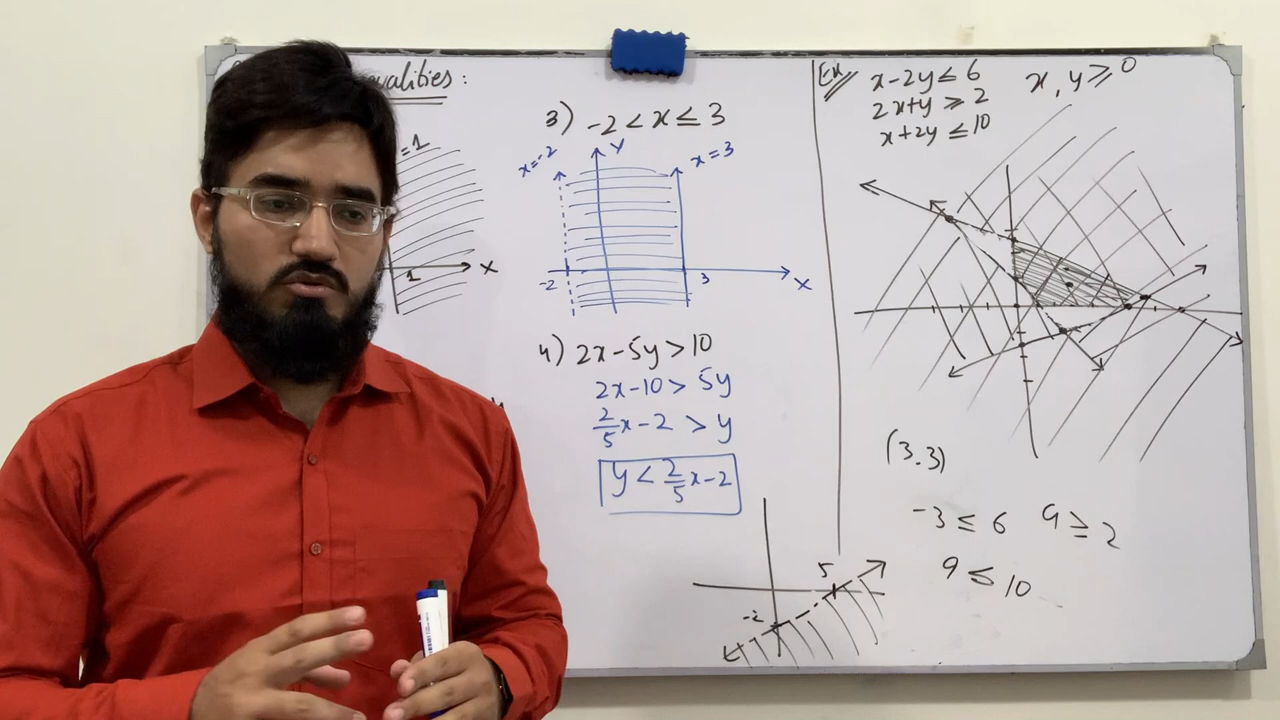 ualities :
= 1
1
X
3) -2 < x ≤ 3
x=-2
Y
x=3
-2
3
X
4) 2x-5y > 10
2x-10 > 5y
2/5 x-2 > y
y < 2/5 x-2
5
-2
Ex
x-2y ≤ 6
x, y ≥ 0
2x+y ≥ 2
x+2y ≤ 10
(3.3)
-3 ≤ 6
9 ≥ 2
9 ≤ 10